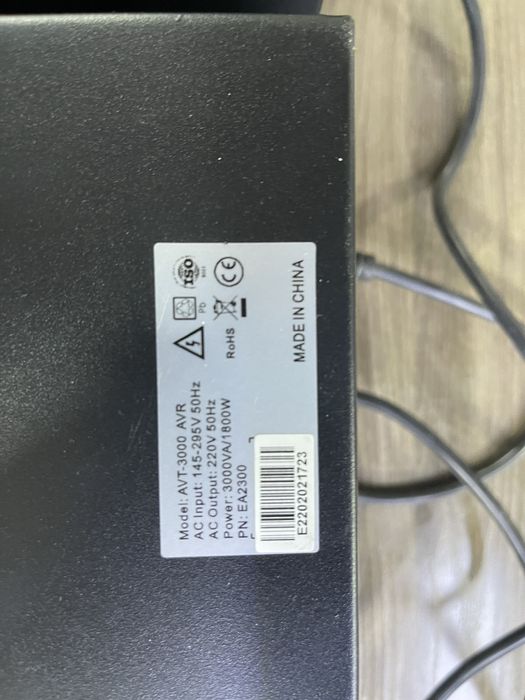 Model: AVT-3000 AVR
AC Input: 145-295V 50Hz
AC Output: 220V 50Hz
Power: 3000VA/1800W
PN: EA2300
E2202021723
ISO
Pb
CE
RoHS
MADE IN CHINA